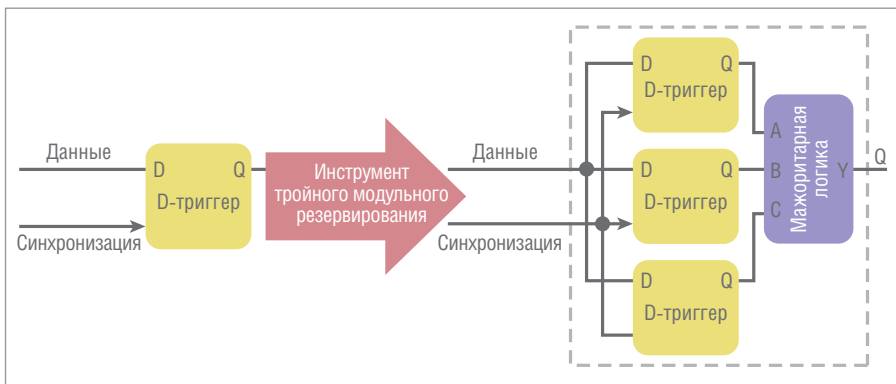 Данные
D
Q
D-триггер
Синхронизация
Инструмент
тройного модульного
резервирования
Данные
Синхронизация
D
Q
D-триггер
D
Q
D-триггер
D
Q
D-триггер
A
B
C
Мажоритарная
логика
Y
Q